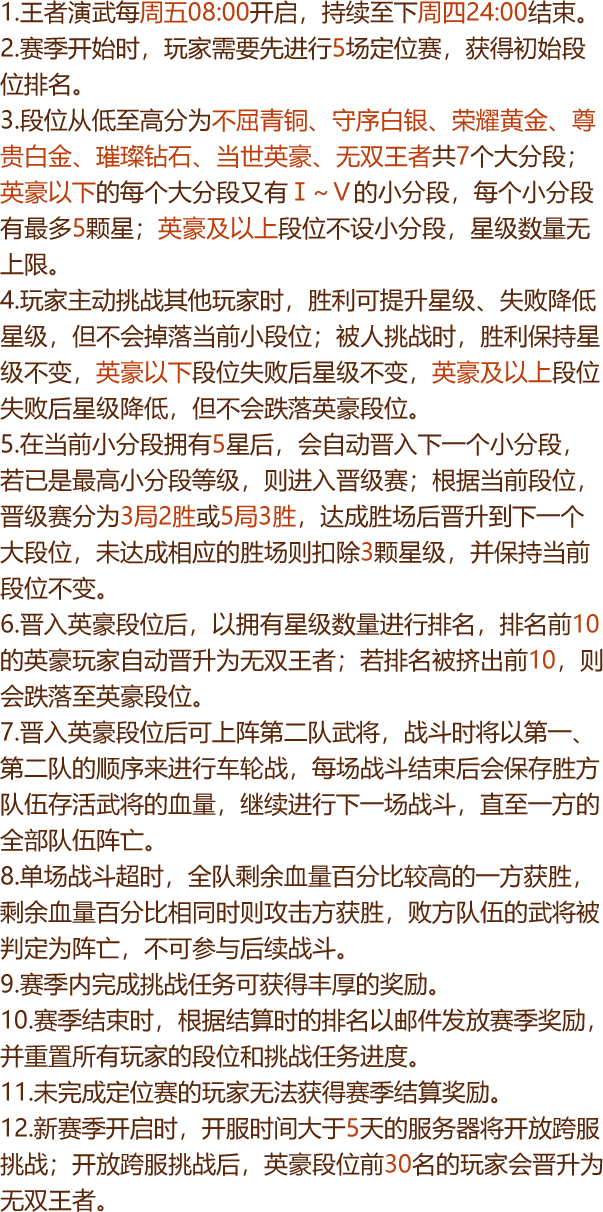 1.王者演武每周五08:00开启，持续至下周四24:00结束。
2.赛季开始时，玩家需要先进行5场定位赛，获得初始段
位排名。
3.段位从低至高分为不屈青铜、守序白银、荣耀黄金、尊
贵白金、璀璨钻石、当世英豪、无双王者共7个大分段；
英豪以下的每个大分段又有Ⅰ~Ⅴ的小分段，每个小分段
有最多5颗星；英豪及以上段位不设小分段，星级数量无
上限。
4.玩家主动挑战其他玩家时，胜利可提升星级、失败降低
星级，但不会掉落当前小段位；被人挑战时，胜利保持星
级不变，英豪以下段位失败后星级不变，英豪及以上段位
失败后星级降低，但不会跌落英豪段位。
5.在当前小分段拥有5星后，会自动晋入下一个小分段，
若已是最高小分段等级，则进入晋级赛；根据当前段位，
晋级赛分为3局2胜或5局3胜，达成胜场后晋升到下一个
大段位，未达成相应的胜场则扣除3颗星级，并保持当前
段位不变。
6.晋入英豪段位后，以拥有星级数量进行排名，排名前10
的英豪玩家自动晋升为无双王者；若排名被挤出前10，则
会跌落至英豪段位。
7.晋入英豪段位后可上阵第二队武将，战斗时将以第一、
第二队的顺序来进行车轮战，每场战斗结束后会保存胜方
队伍存活武将的血量，继续进行下一场战斗，直至一方的
全部队伍阵亡。
8.单场战斗超时，全队剩余血量百分比较高的一方获胜，
剩余血量百分比相同时则攻击方获胜，败方队伍的武将被
判定为阵亡，不可参与后续战斗。
9.赛季内完成挑战任务可获得丰厚的奖励。
10.赛季结束时，根据结算时的排名以邮件发放赛季奖励，
并重置所有玩家的段位和挑战任务进度。
11.未完成定位赛的玩家无法获得赛季结算奖励。
12.新赛季开启时，开服时间大于5天的服务器将开放跨服
挑战；开放跨服挑战后，英豪段位前30名的玩家会晋升为
无双王者。